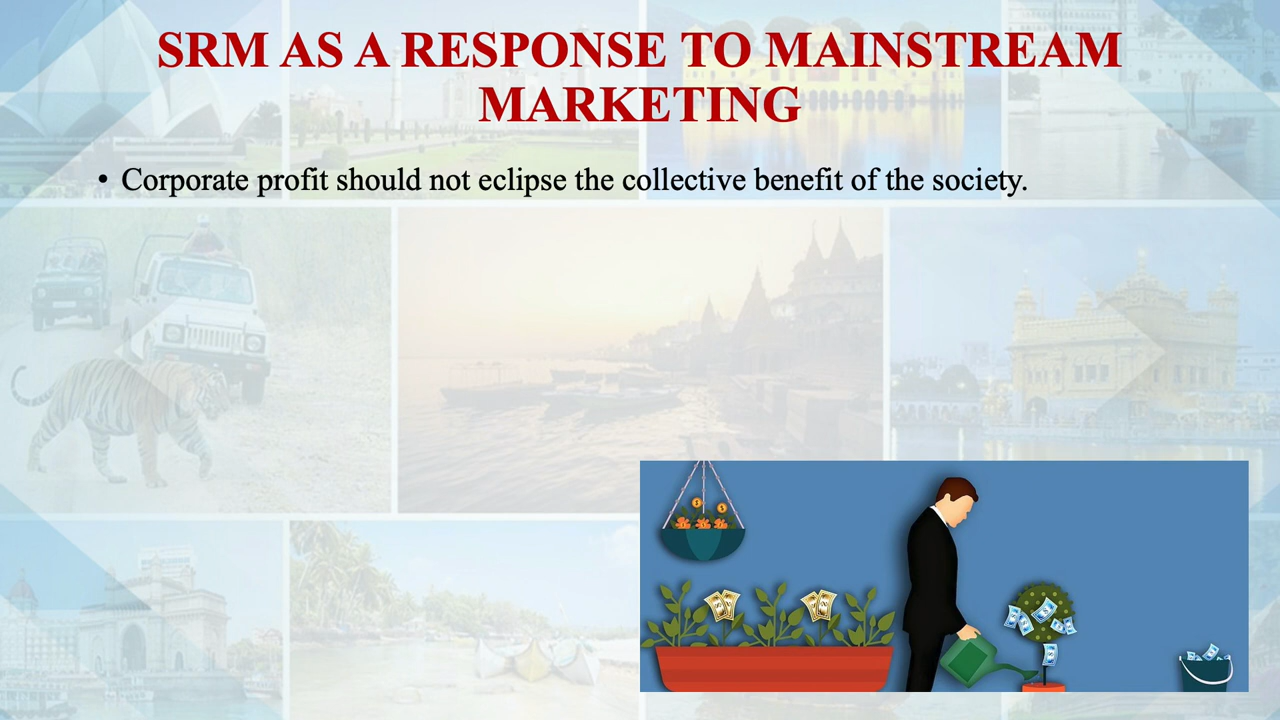 SRM AS A RESPONSE TO MAINSTREAM
MARKETING
• Corporate profit should not eclipse the collective benefit of the society.